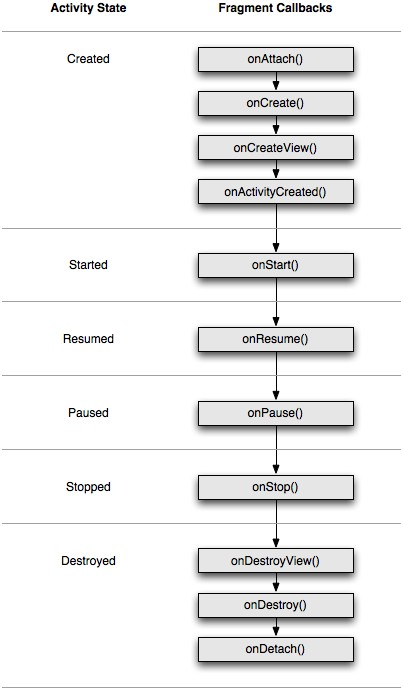 Activity State Fragment Callbacks
Created onAttach()
onCreate()
onCreateView()
onActivityCreated()
Started onStart()
Resumed onResume()
Paused onPause()
Stopped onStop()
Destroyed onDestroyView()
onDestroy()
onDetach()